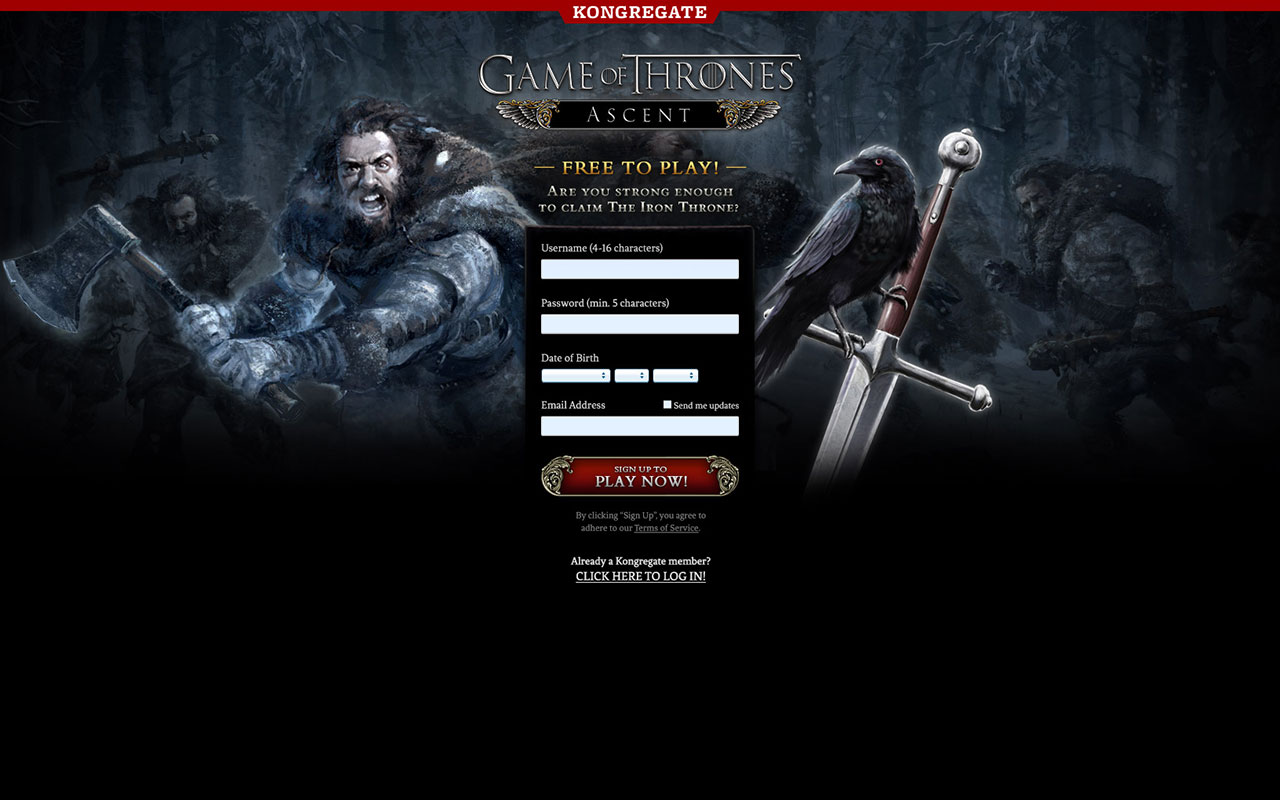 KONGREGATE
GAME OF THRONES
ASCENT
FREE TO PLAY!
ARE YOU STRONG ENOUGH
TO CLAIM THE IRON THRONE?
Username (4-16 characters)
Password (min. 5 characters)
Date of Birth
Email Address Send me updates
SIGN UP TO
PLAY NOW!
By clicking "Sign Up", you agree to
adhere to our Terms of Service.
Already a Kongregate member?
CLICK HERE TO LOG IN!